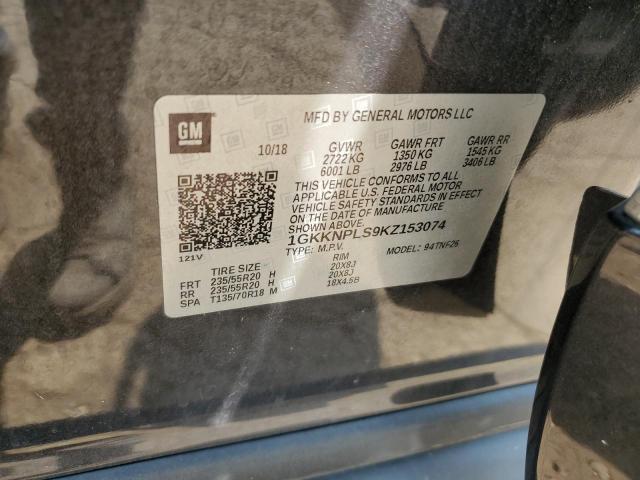 GM
MFD BY GENERAL MOTORS LLC
10/18 GVWR GAWR FRT GAWR RR
2722 KG 1350 KG 1545 KG
6001 LB 2976 LB 3406 LB
THIS VEHICLE CONFORMS TO ALL
APPLICABLE U.S. FEDERAL MOTOR
VEHICLE SAFETY STANDARDS IN EFFECT
ON THE DATE OF MANUFACTURE
SHOWN ABOVE.
1GKKNPLS9KZ153074
121V TYPE: M.P.V. MODEL: 94TNF26
TIRE SIZE RIM
FRT 235/55R20 H 20X8J
RR 235/55R20 H 20X8J
SPA T135/70R18 M 18X4.5B